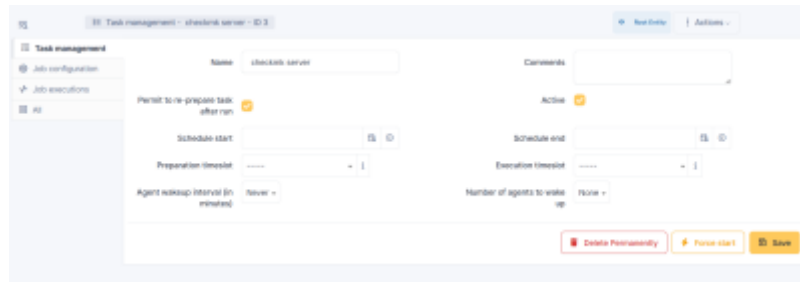 Task management - checkmk server - ID 3
Root Entity
Actions
Task management
Job configuration
Job executions
All
Name
checkmk server
Comments
Permit to re-prepare task after run
Active
Schedule start
Schedule end
Preparation timeslot
-----
Execution timeslot
-----
Agent wakeup interval (in minutes)
Never
Number of agents to wake up
None
Delete Permanently
Force start
Save